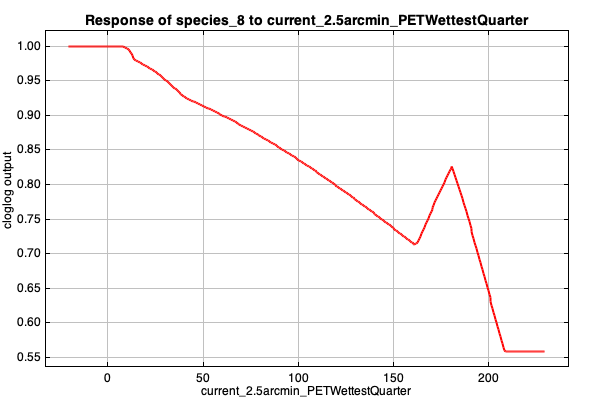 Response of species_8 to current_2.5arcmin_PETWettestQuarter
1.00
0.95
0.90
0.85
0.80
0.75
0.70
0.65
0.60
0.55
cloglog output
0 50 100 150 200
current_2.5arcmin_PETWettestQuarter